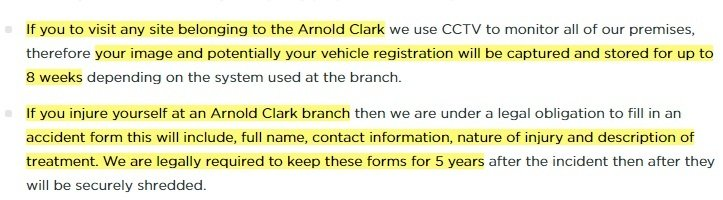 If you to visit any site belonging to the Arnold Clark we use CCTV to monitor all of our premises,
therefore your image and potentially your vehicle registration will be captured and stored for up to
8 weeks depending on the system used at the branch.
If you injure yourself at an Arnold Clark branch then we are under a legal obligation to fill in an
accident form this will include, full name, contact information, nature of injury and description of
treatment. We are legally required to keep these forms for 5 years after the incident then after they
will be securely shredded.